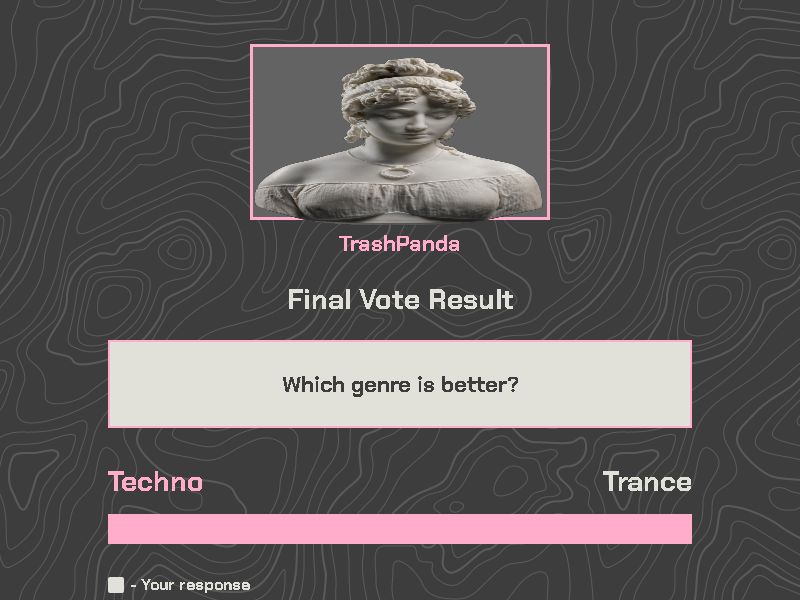 TrashPanda
Final Vote Result
Which genre is better?
Techno
Trance
- Your response